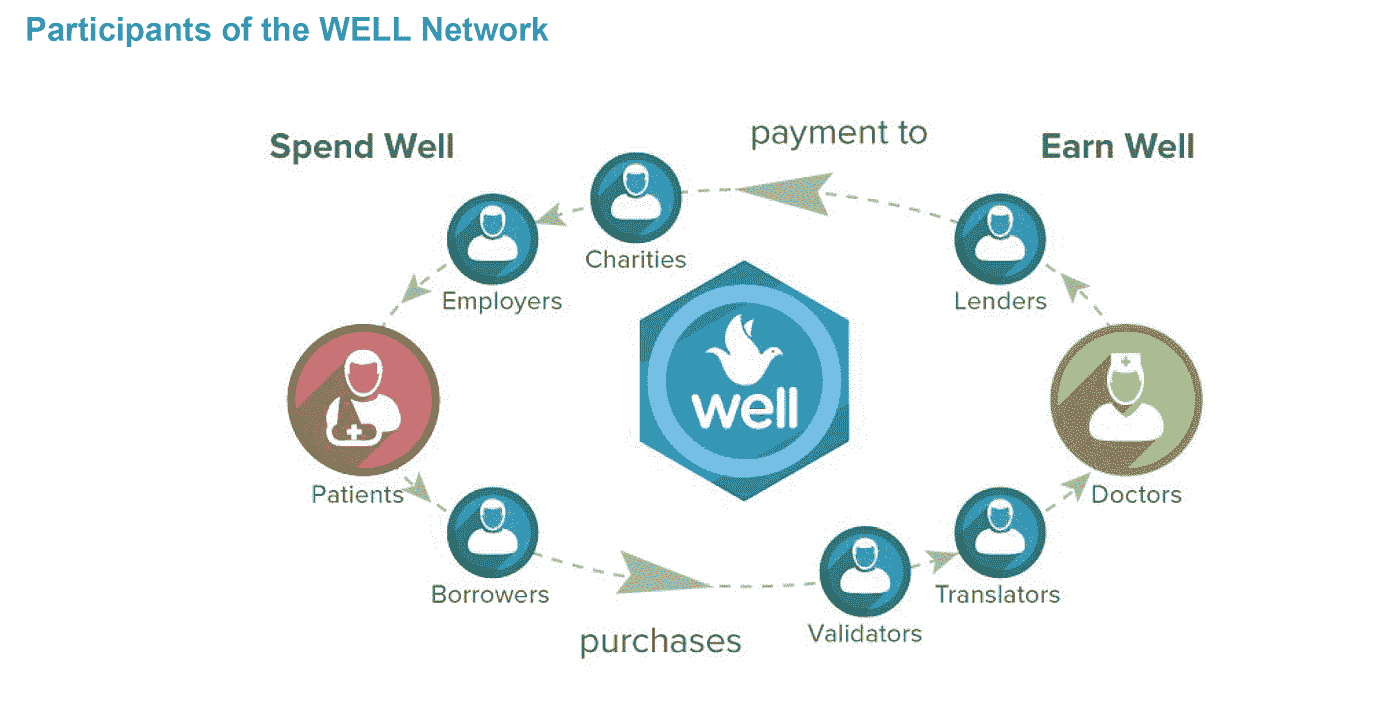 Participants of the WELL Network
Spend Well
payment to
Earn Well
Charities
Employers
Lenders
well
Patients
Doctors
Borrowers
Translators
Validators
purchases